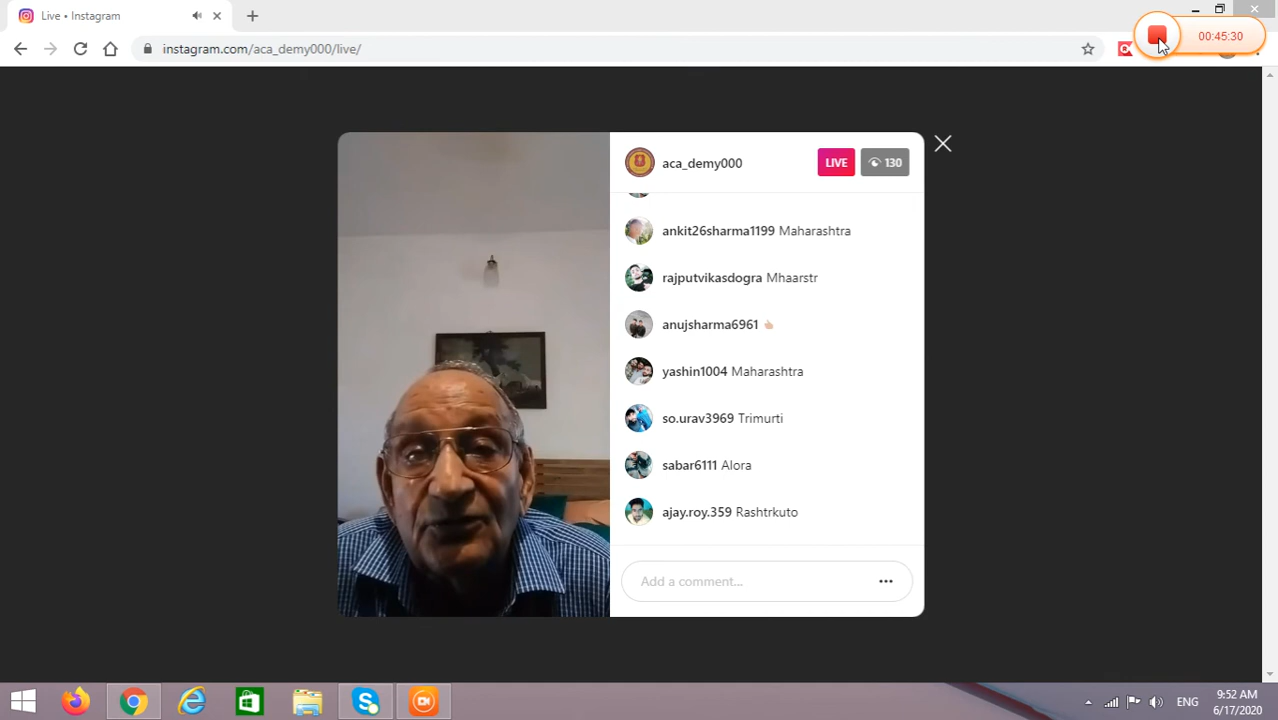 Live • Instagram
00:45:30
instagram.com/aca_demy000/live/
aca_demy000 LIVE 130
ankit26sharma1199 Maharashtra
rajputvikasdogra Mhaarstr
anujsharma6961 👆🏻
yashin1004 Maharashtra
so.urav3969 Trimurti
sabar6111 Alora
ajay.roy.359 Rashtrkuto
Add a comment...
ENG
9:52 AM
6/17/2020